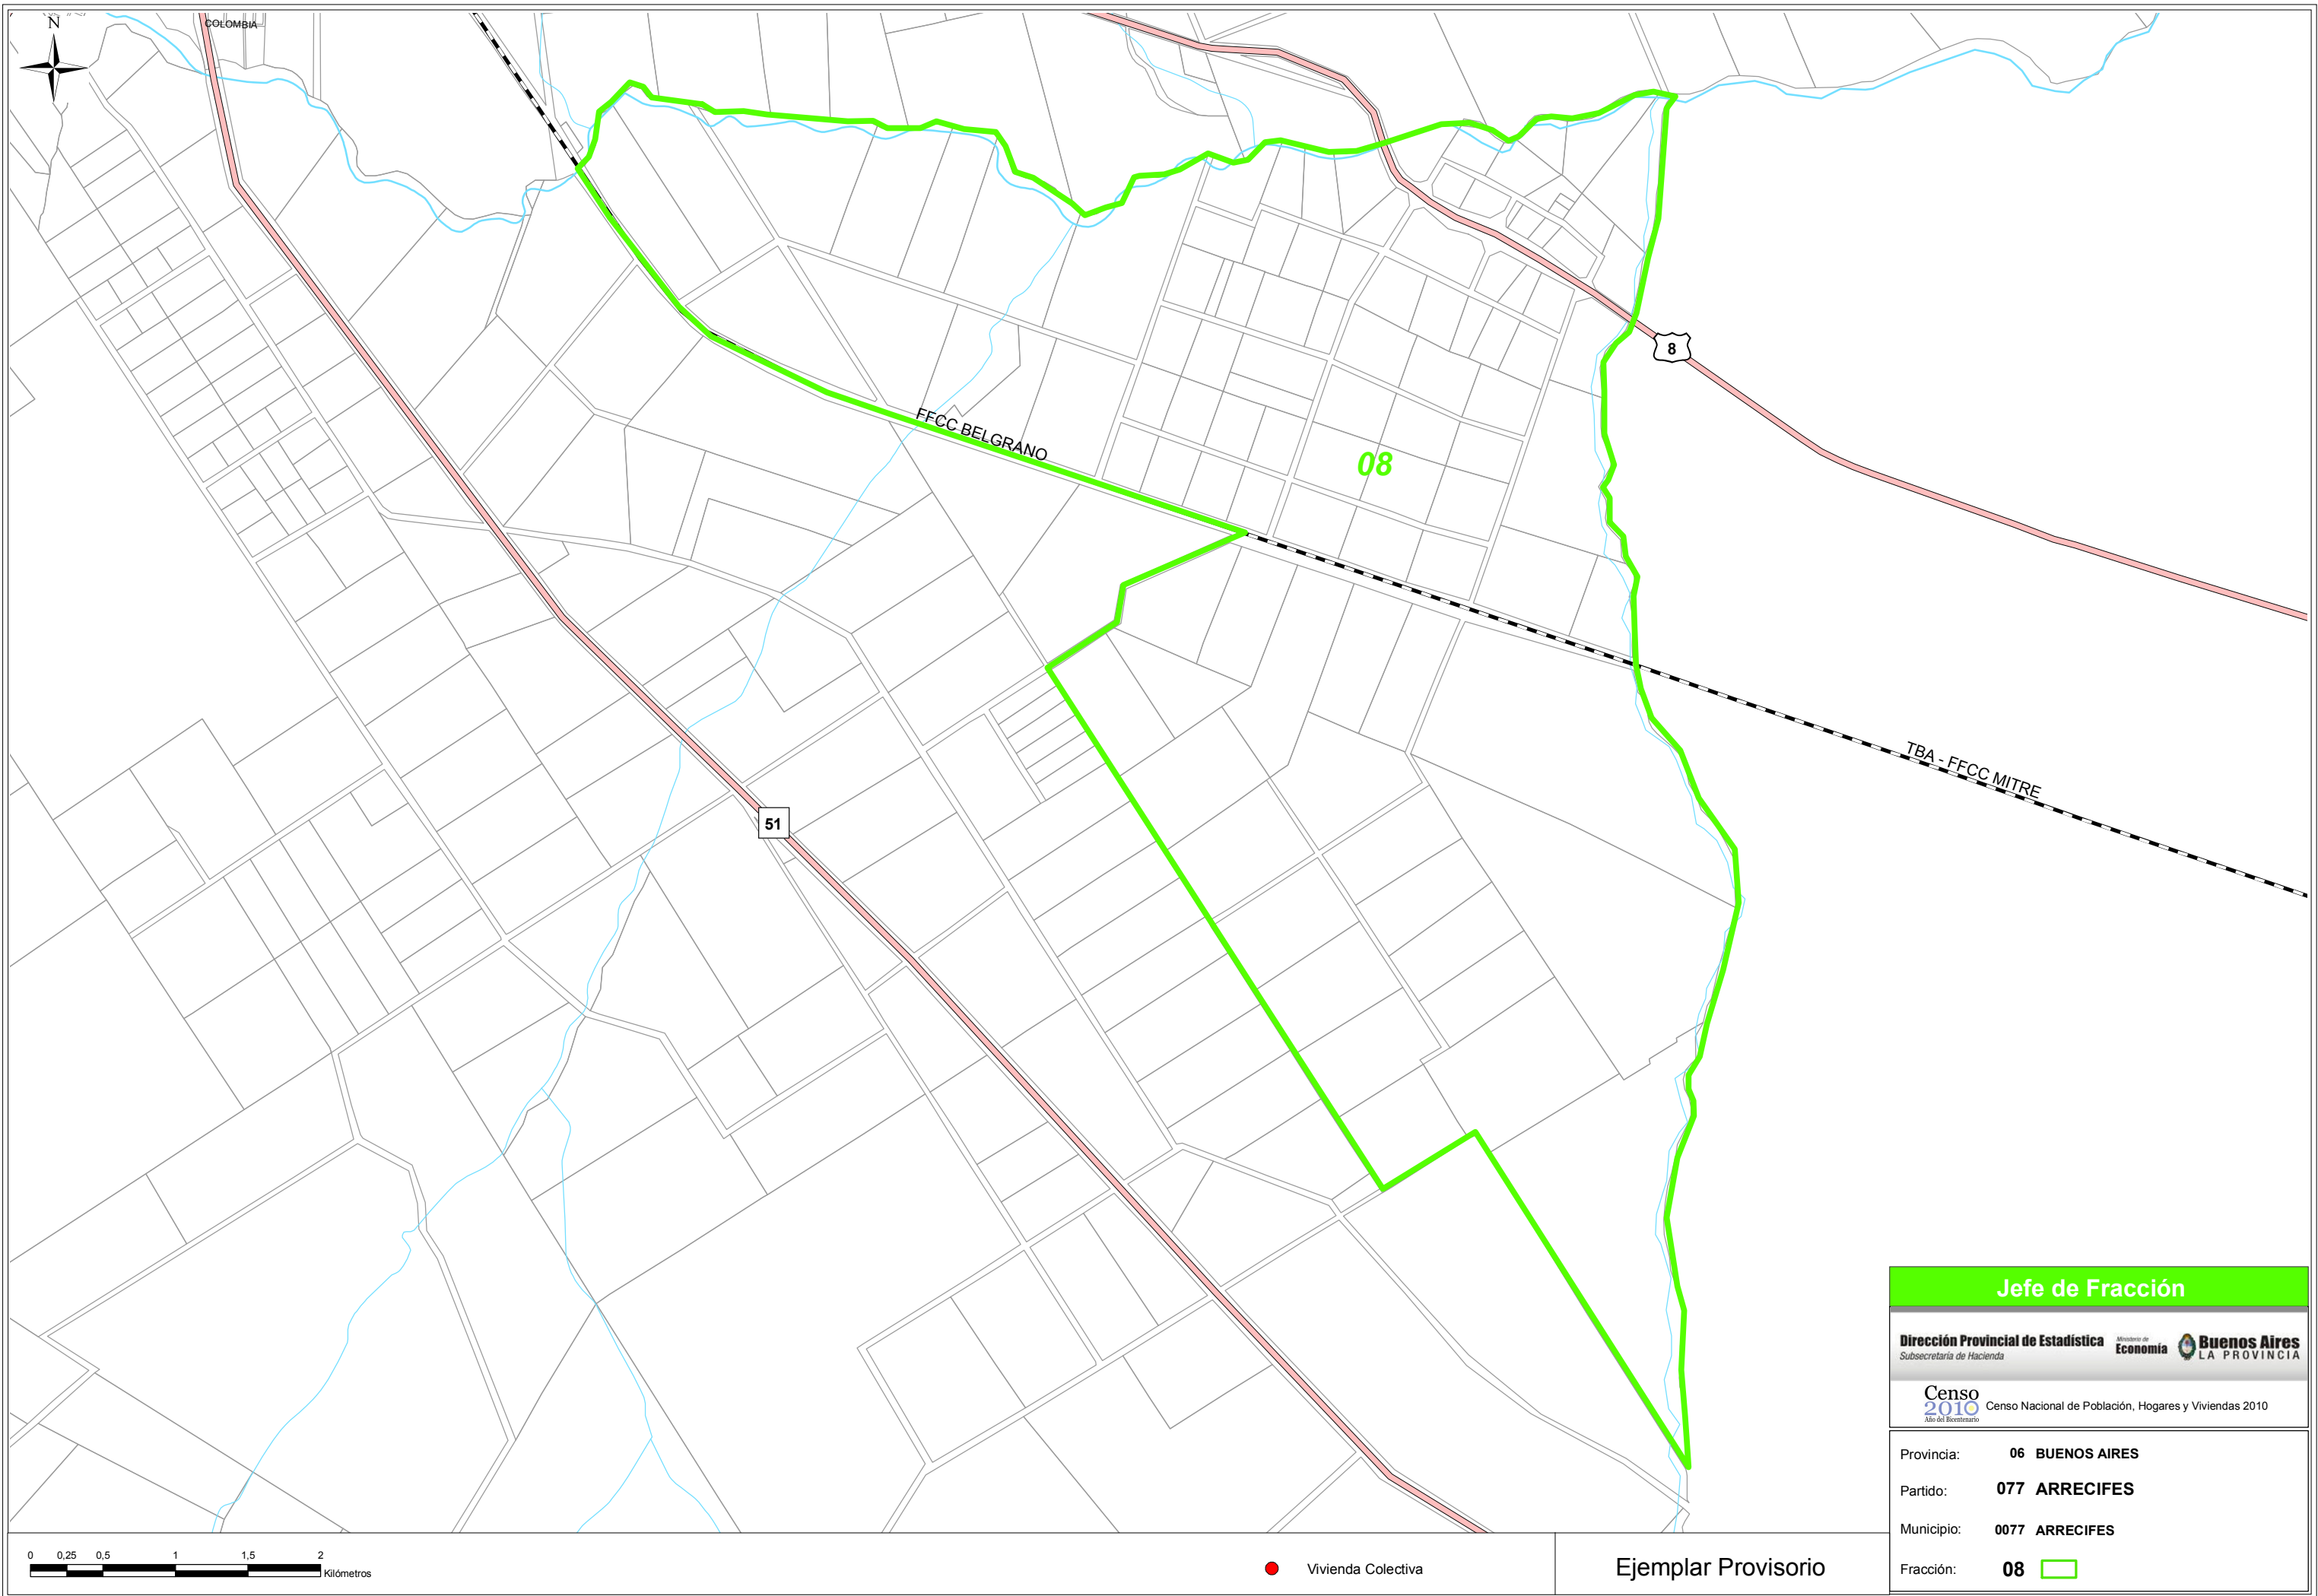 N
COLOMBIA
8
FFCC BELGRANO
08
TBA - FFCC MITRE
51
Jefe de Fracción
Dirección Provincial de Estadística
Subsecretaría de Hacienda
Ministerio de
Economía
Buenos Aires
LA PROVINCIA
Censo
2010
Año del Bicentenario
Censo Nacional de Población, Hogares y Viviendas 2010
Provincia: 06 BUENOS AIRES
Partido: 077 ARRECIFES
Municipio: 0077 ARRECIFES
Fracción: 08
0 0,25 0,5 1 1,5 2
Kilómetros
Vivienda Colectiva
Ejemplar Provisorio